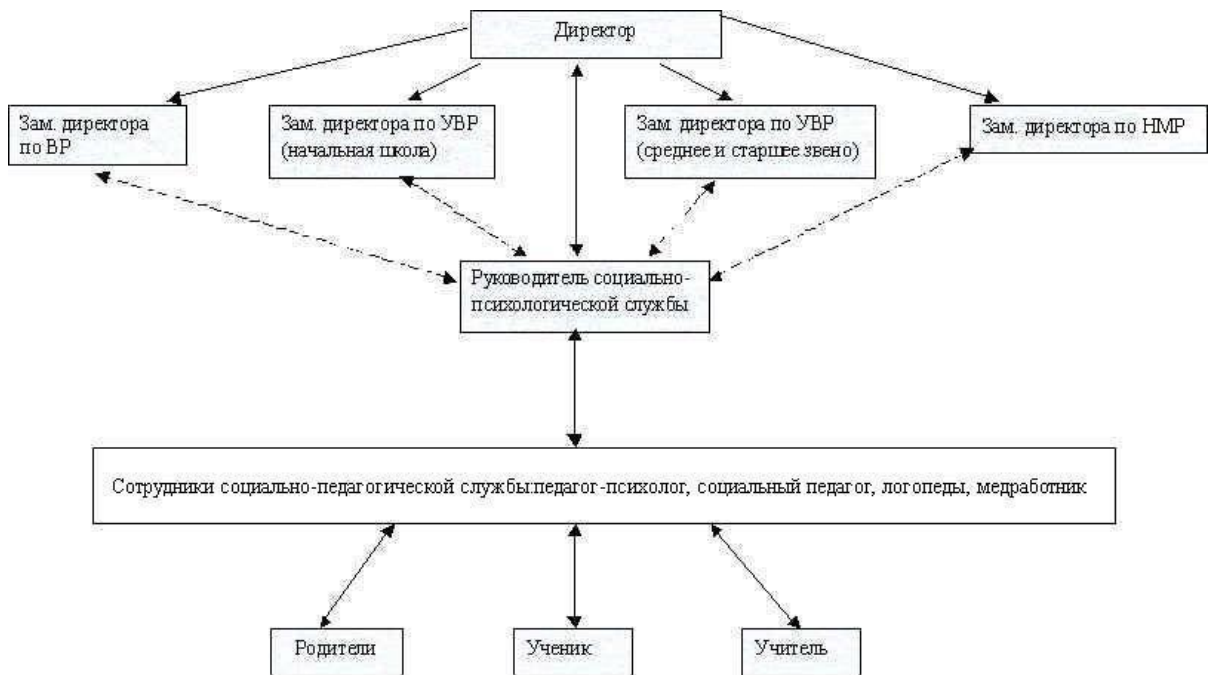 Директор
Зам. директора
по ВР
Зам. директора по УВР
(начальная школа)
Зам. директора по УВР
(среднее и старшее звено)
Зам. директора по НМР
Руководитель социально-
психологической службы
Сотрудники социально-педагогической службы:педагог-психолог, социальный педагог, логопеды, медработник
Родители
Ученик
Учитель